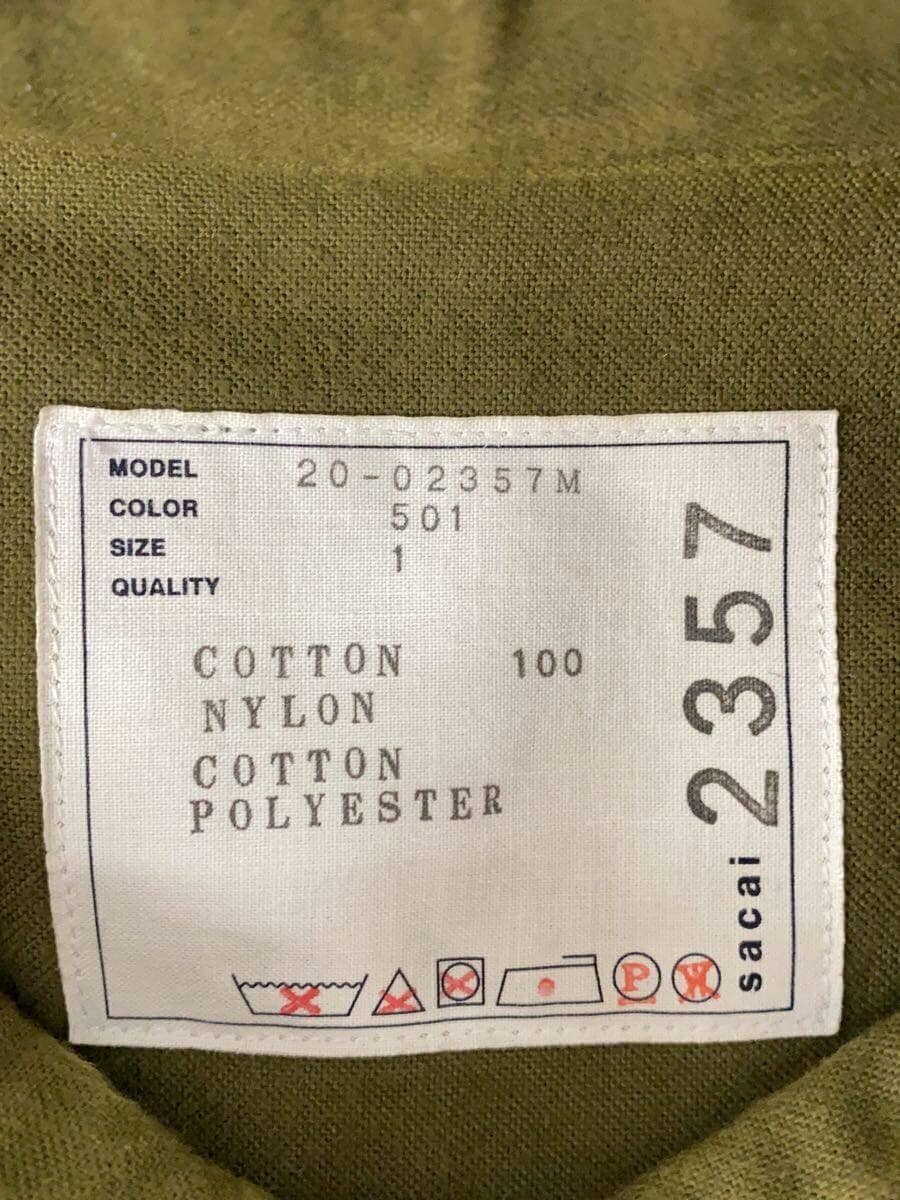 MODEL 20-02357M
COLOR 501
SIZE 1
QUALITY
COTTON 100
NYLON
COTTON
POLYESTER
P W
sacai 2357